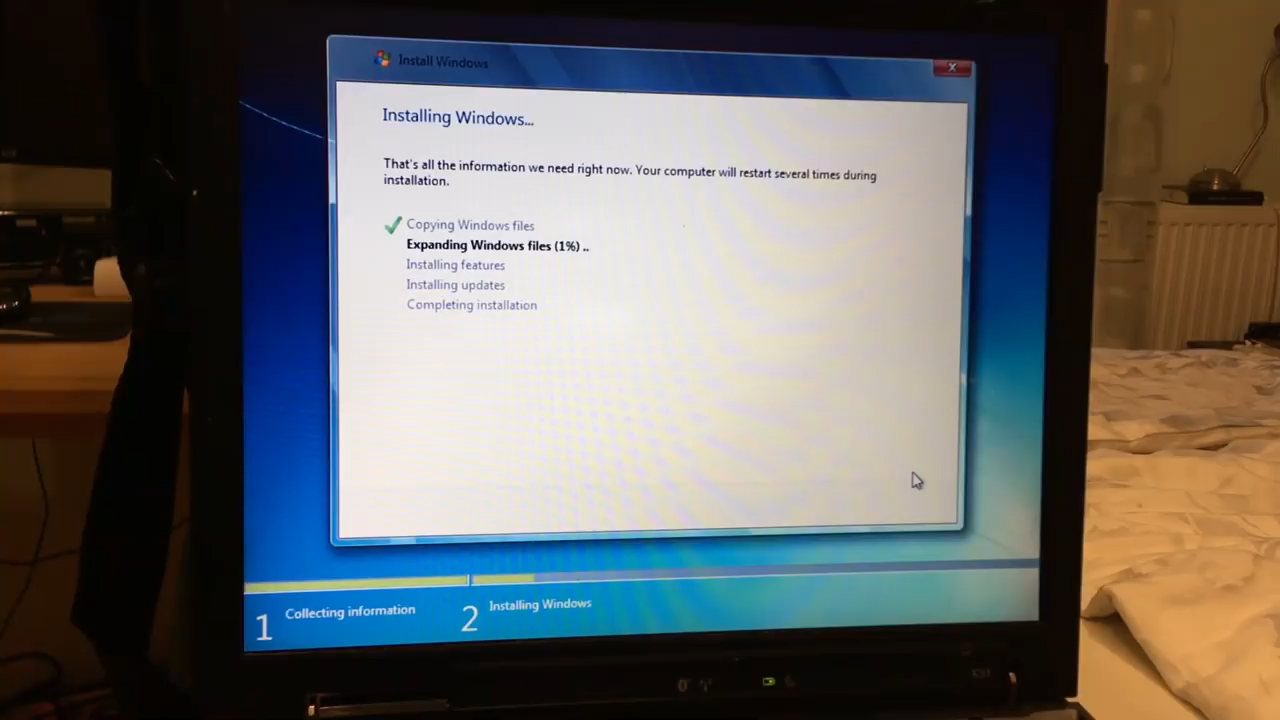 Install Windows
Installing Windows...
That's all the information we need right now. Your computer will restart several times during
installation.
Copying Windows files
Expanding Windows files (1%) ..
Installing features
Installing updates
Completing installation
1 Collecting information
2 Installing Windows
X31